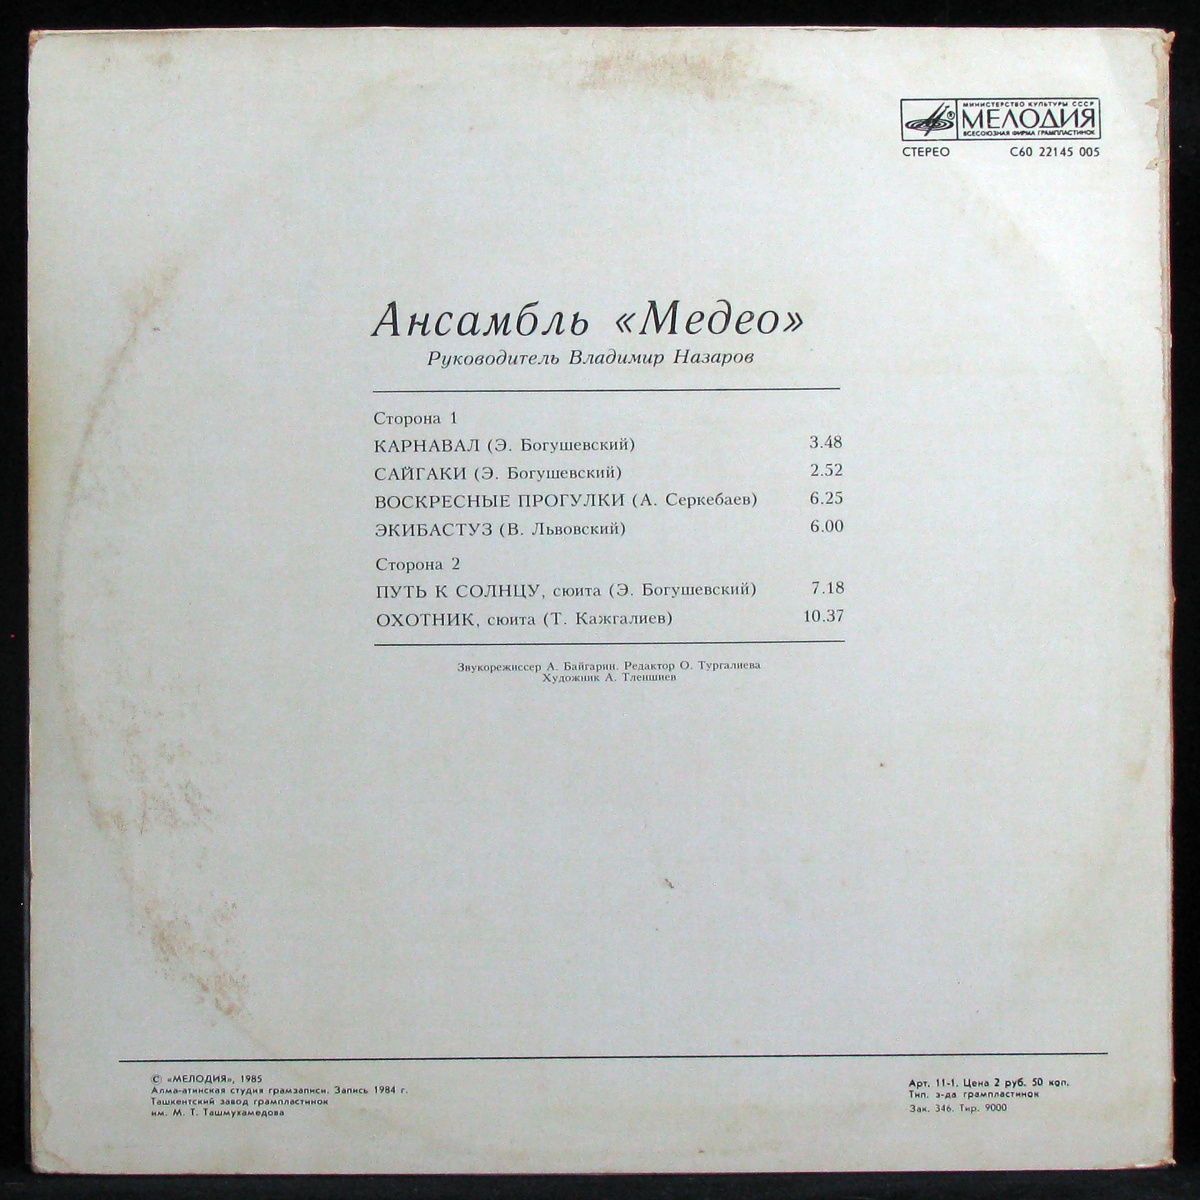 МИНИСТЕРСТВО КУЛЬТУРЫ СССР
МЕЛОДИЯ
ВСЕСОЮЗНАЯ ФИРМА ГРАМПЛАСТИНОК
СТЕРЕО С60 22145 005
Ансамбль «Медео»
Руководитель Владимир Назаров
Сторона 1
КАРНАВАЛ (Э. Богушевский) 3.48
САЙГАКИ (Э. Богушевский) 2.52
ВОСКРЕСНЫЕ ПРОГУЛКИ (А. Серкебаев) 6.25
ЭКИБАСТУЗ (В. Львовский) 6.00
Сторона 2
ПУТЬ К СОЛНЦУ, сюита (Э. Богушевский) 7.18
ОХОТНИК, сюита (Т. Кажгалиев) 10.37
Звукорежиссер А. Байгарин. Редактор О. Тургалиева
Художник А. Тленшиев
© «МЕЛОДИЯ», 1985
Алма-атинская студия грамзаписи. Запись 1984 г.
Ташкентский завод грампластинок
им. М. Т. Ташмухамедова
Арт. 11-1. Цена 2 руб. 50 коп.
Тип. з-да грампластинок
Зак. 346. Тир. 9000